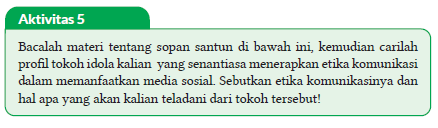 Aktivitas 5
Bacalah materi tentang sopan santun di bawah ini, kemudian carilah
profil tokoh idola kalian yang senantiasa menerapkan etika komunikasi
dalam memanfaatkan media sosial. Sebutkan etika komunikasinya dan
hal apa yang akan kalian teladani dari tokoh tersebut!